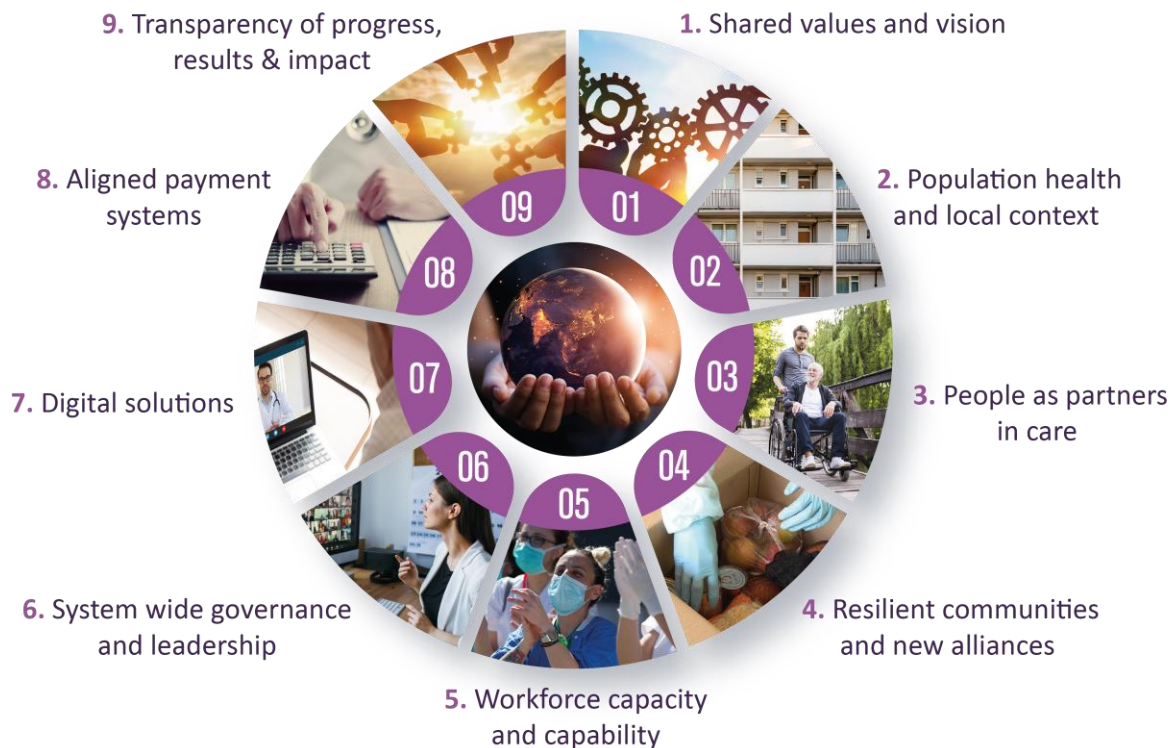 1. Shared values and vision
2. Population health
and local context
3. People as partners
in care
4. Resilient communities
and new alliances
5. Workforce capacity
and capability
6. System wide governance
and leadership
7. Digital solutions
8. Aligned payment
systems
9. Transparency of progress,
results & impact
01
02
03
04
05
06
07
08
09